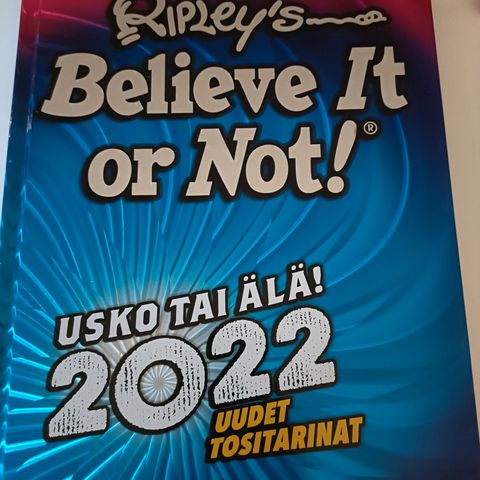 Ripley's
Believe It
or Not!®
USKO TAI ÄLÄ!
2022
UUDET
TOSITARINAT